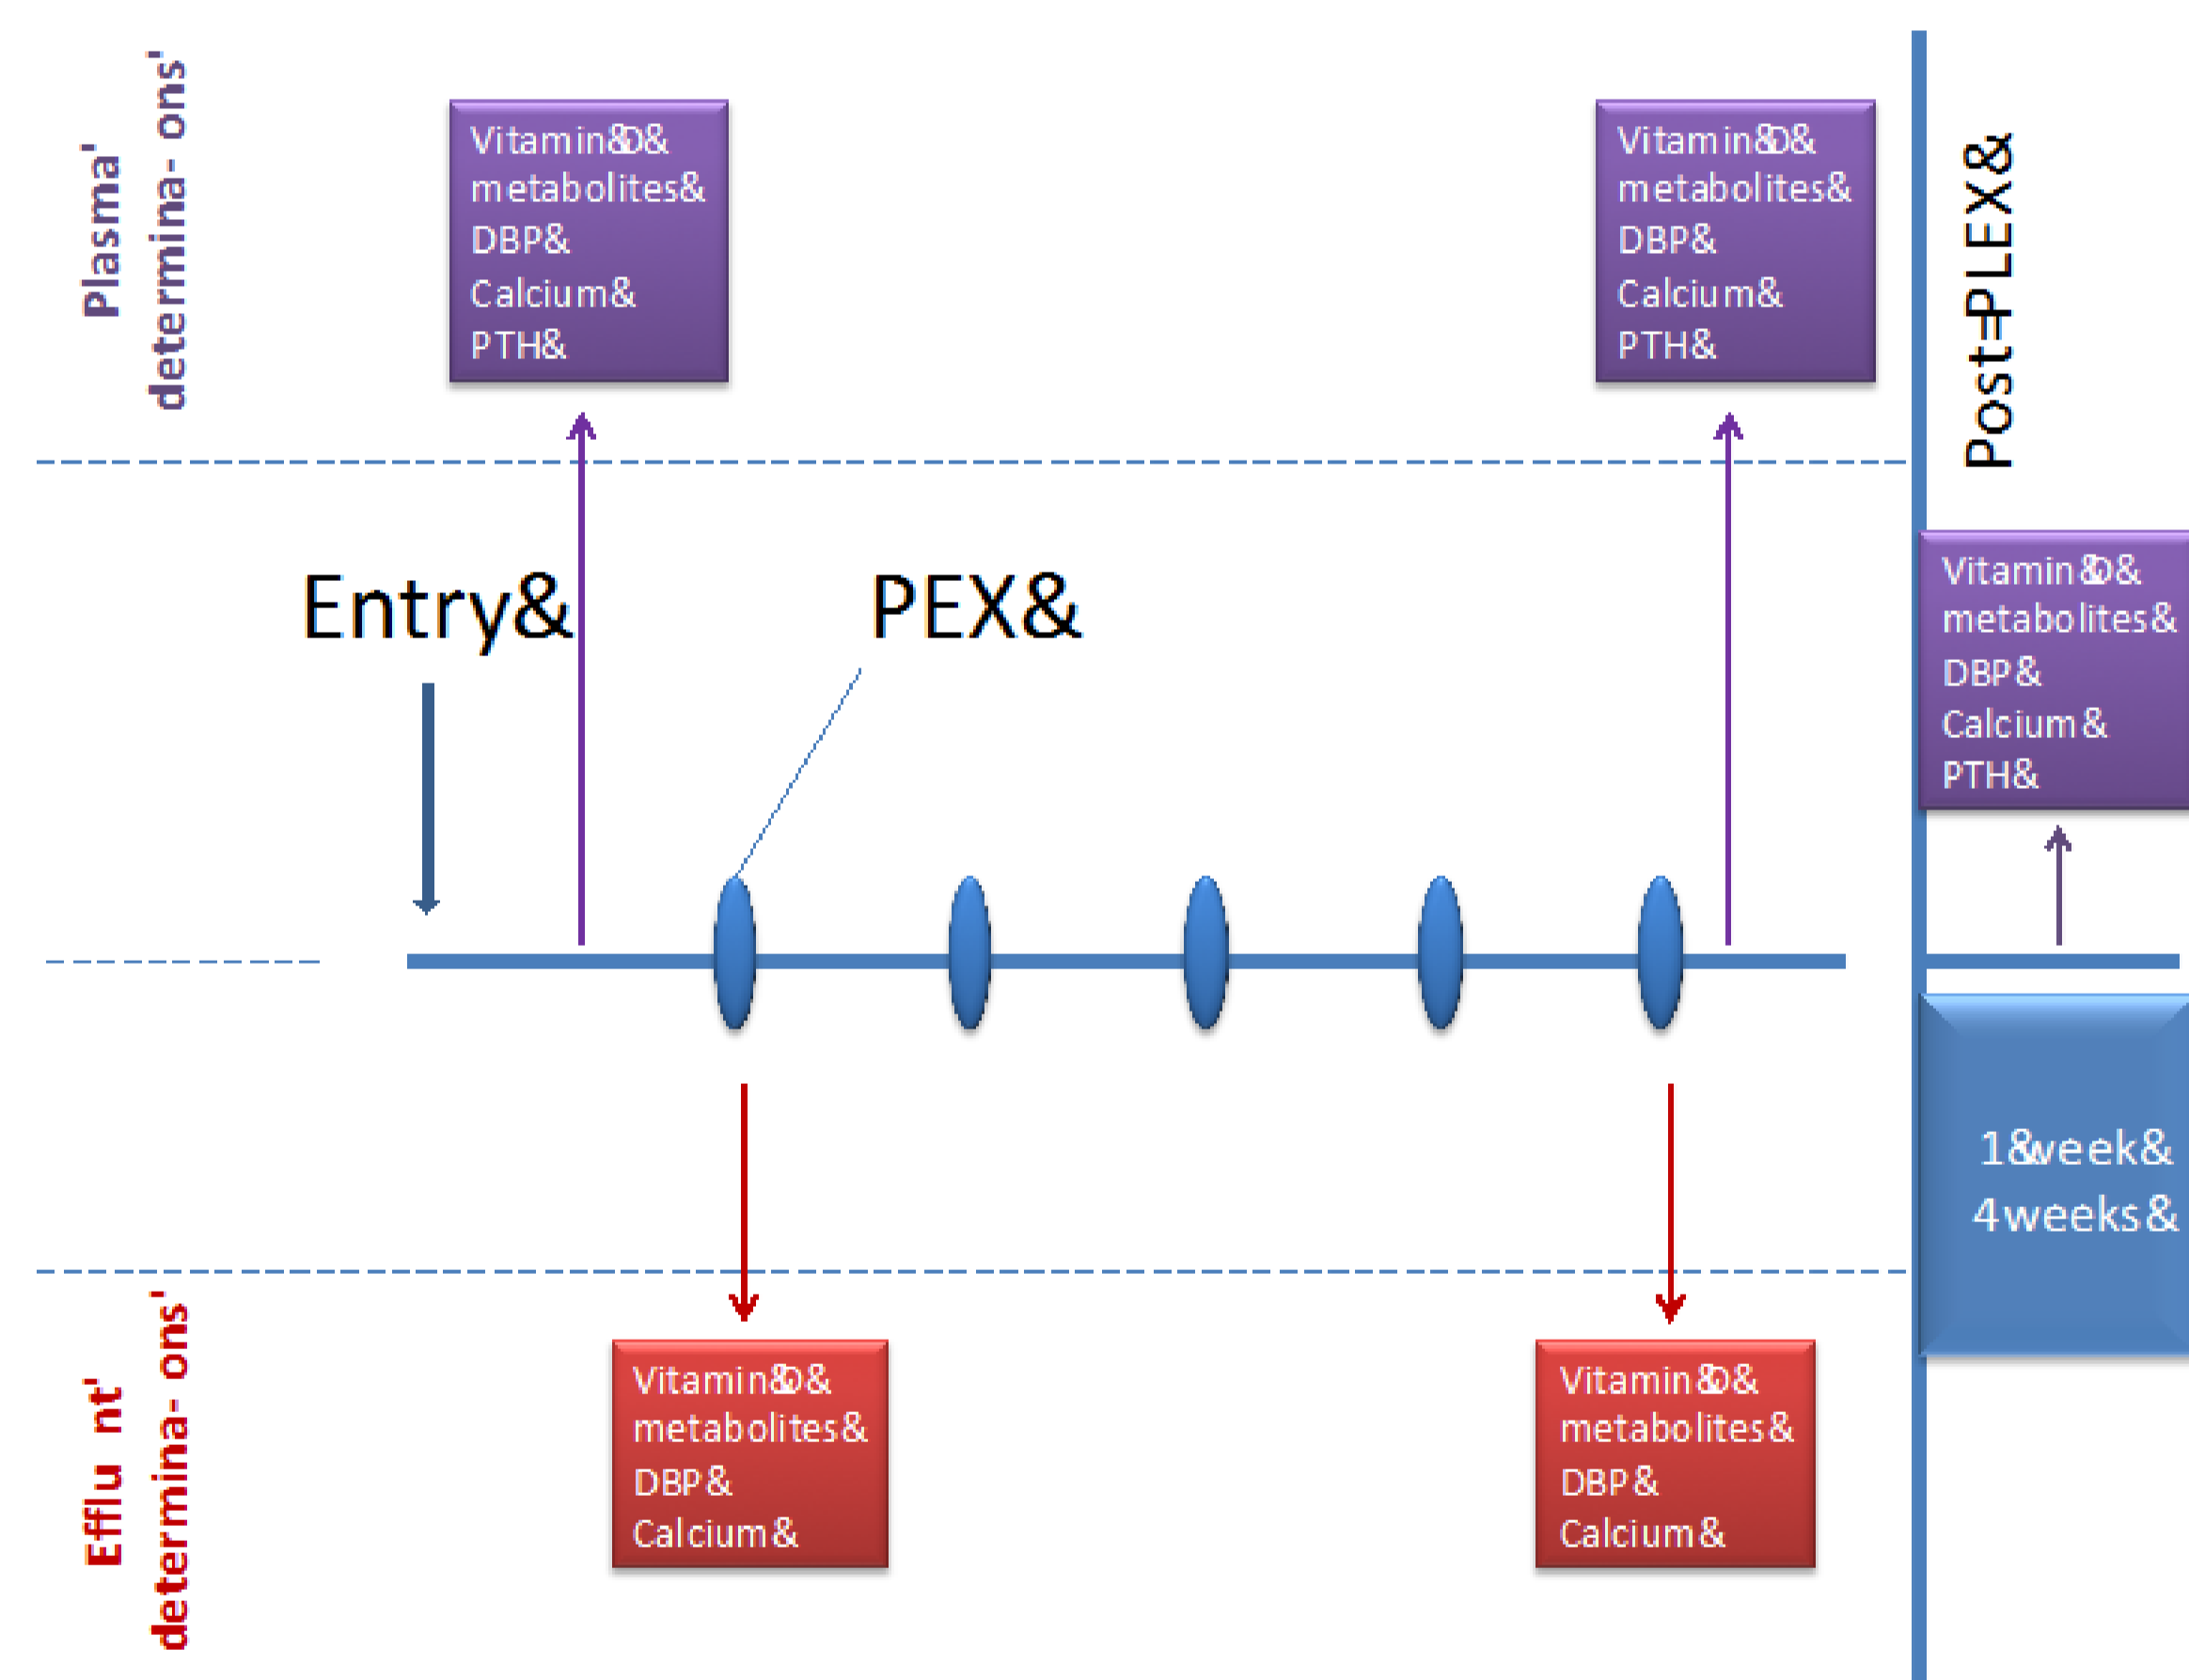 Plasma'
determina- ons'
Vitamin&D&
metabolites&
DBP&
Calcium&
PTH&
Vitamin&D&
metabolites&
DBP&
Calcium&
PTH&
Post=PLEX&
Entry&
PEX&
Vitamin&D&
metabolites&
DBP&
Calcium&
PTH&
1&week&
4weeks&
Efflu nt'
determina- ons'
Vitamin&D&
metabolites&
DBP&
Calcium&
Vitamin&D&
metabolites&
DBP&
Calcium&